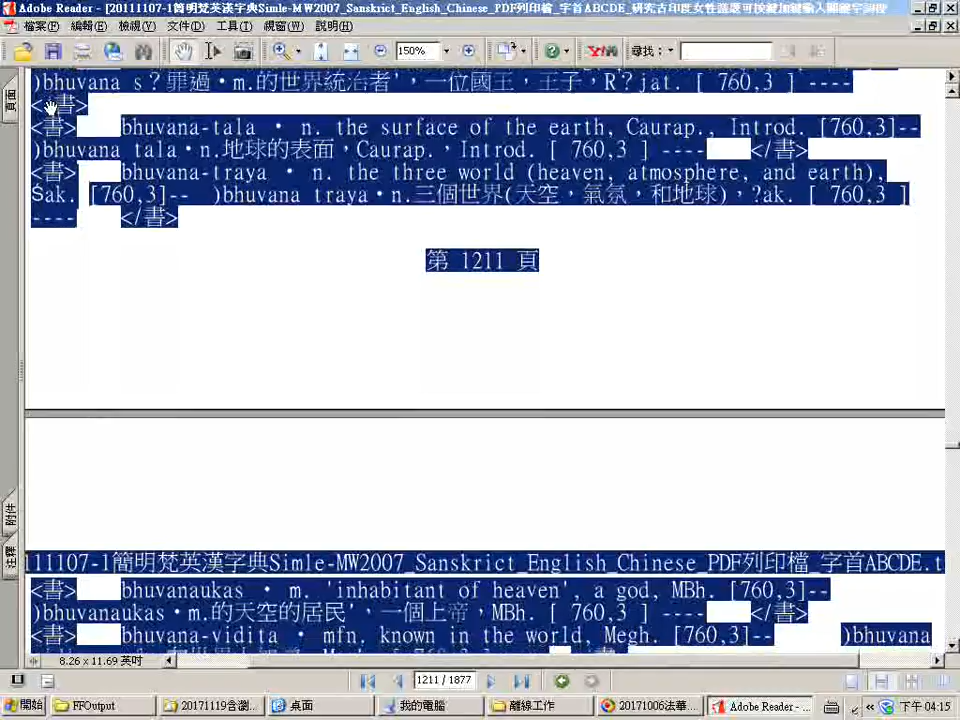 Adobe Reader - [20111107-1簡明梵英漢字典Simle-MW2007_Sanskrict_English_Chinese_PDF列印檔_字首ABCDE_研究古印度女性
檔案(F) 編輯(E) 檢視(V) 文件(D) 工具(T) 視窗(W) 說明(H)
150% 尋找：
頁面
)bhuvana s？罪過‧m.的世界統治者'，一位國王，王子，R？jat. [ 760,3 ] ----
</書>
<書> bhuvana-tala ‧ n. the surface of the earth, Caurap., Introd. [760,3]--
)bhuvana tala‧n.地球的表面，Caurap.，Introd. [ 760,3 ] ---- </書>
<書> bhuvana-traya ‧ n. the three world (heaven, atmosphere, and earth),
Śak. [760,3]-- )bhuvana traya‧n.三個世界(天空，氣氛，和地球)，?ak. [ 760,3 ]
---- </書>
第 1211 頁
附件
注釋
111107-1簡明梵英漢字典Simle-MW2007_Sanskrict_English_Chinese_PDF列印檔_字首ABCDE.t
<書> bhuvanaukas ‧ m. 'inhabitant of heaven', a god, MBh. [760,3]--
)bhuvanaukas‧m.的天空的居民'，一個上帝，MBh. [ 760,3 ] ---- </書>
<書> bhuvana-vidita ‧ mfn. known in the world, Megh. [760,3]-- )bhuvana
8.26 x 11.69 英吋
1211 / 1877
開始 FFOutput 20171119含瀏... 桌面 我的電腦 離線工作 20171006法華... Adobe Reader -... 下午 04:15